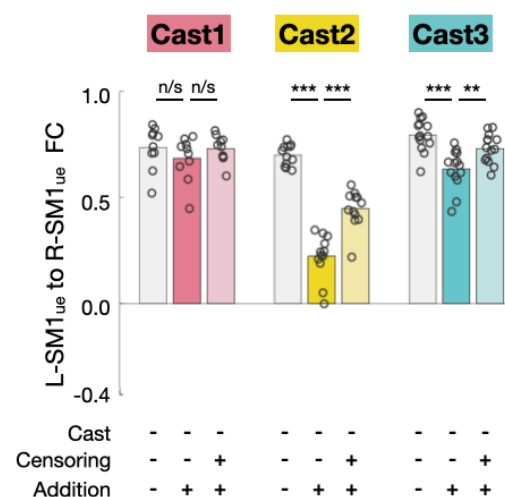 Cast1 Cast2 Cast3
n/s n/s *** *** *** **
1.0
0.5
0.0
-0.4
L-SM1ue to R-SM1ue FC
Cast - - - - - - - - -
Censoring - - + - - + - - +
Addition - + + - + + - + +